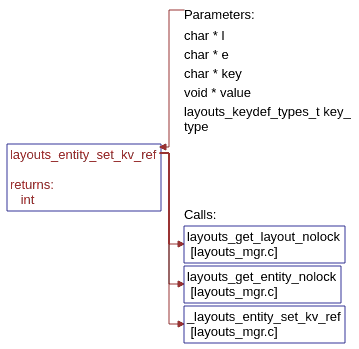 Parameters:
char * l
char * e
char * key
void * value
layouts_keydef_types_t key_
type
layouts_entity_set_kv_ref
returns:
int
Calls:
layouts_get_layout_nolock
[layouts_mgr.c]
layouts_get_entity_nolock
[layouts_mgr.c]
_layouts_entity_set_kv_ref
[layouts_mgr.c]